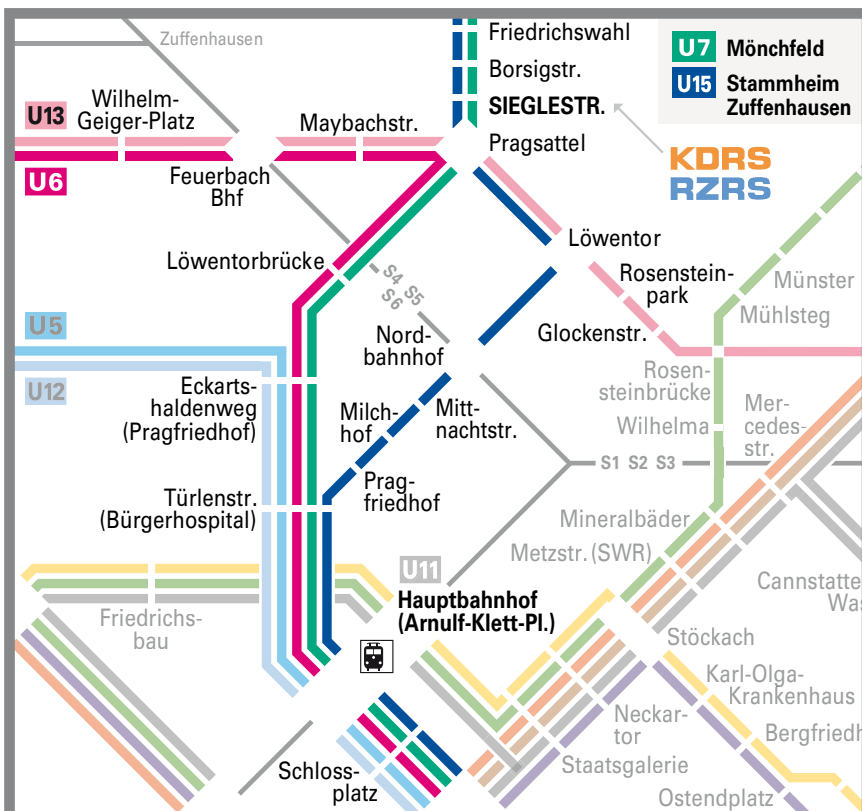 Zuffenhausen
Friedrichswahl
Borsigstr.
SIEGLESTR.
Pragsattel
U7 Mönchfeld
U15 Stammheim
Zuffenhausen
KDRS
RZRS
U13
Wilhelm-
Geiger-Platz
Maybachstr.
U6
Feuerbach
Bhf
Löwentor
Löwentorbrücke
S4 S5
S6
Rosenstein-
park
Münster
Mühlsteg
Glockenstr.
U5
U12
Nord-
bahnhof
Rosen-
steinbrücke
Eckarts-
haldenweg
(Pragfriedhof)
Milch-
hof
Mitt-
nachtstr.
Wilhelma
Mer-
cedes-
str.
S1 S2 S3
Prag-
friedhof
Türlenstr.
(Bürgerhospital)
Mineralbäder
Metzstr. (SWR)
U11
Hauptbahnhof
(Arnulf-Klett-Pl.)
Cannstatte
Was
Friedrichs-
bau
Stöckach
Karl-Olga-
Krankenhaus
Neckar-
tor
Bergfriedh
Staatsgalerie
Schloss-
platz
Ostendplatz